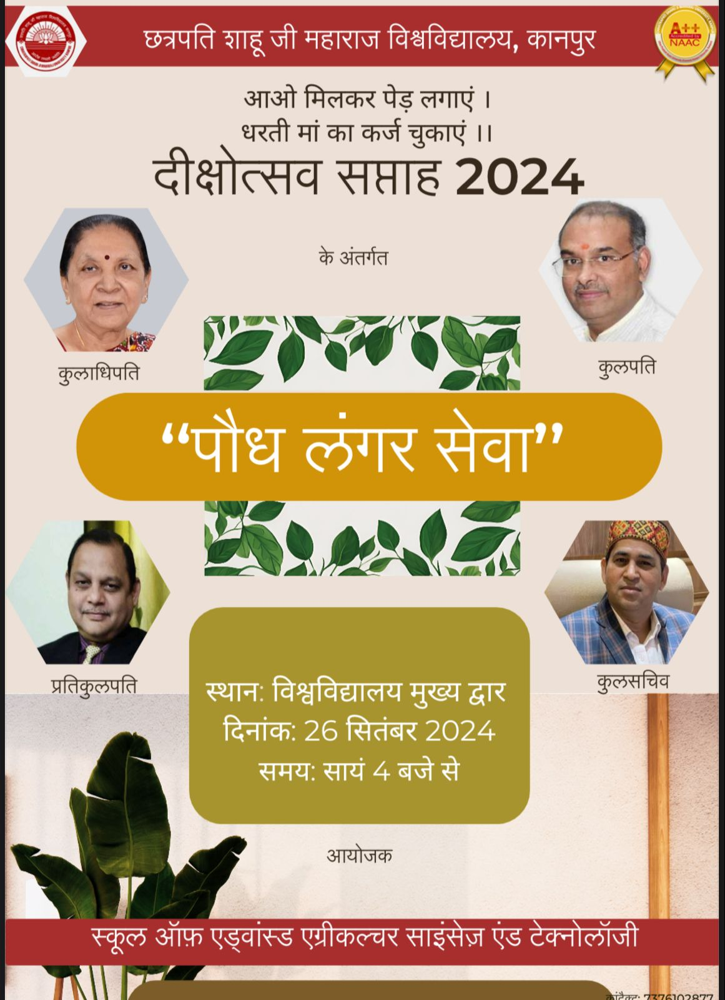 छत्रपति शाहू जी महाराज विश्वविद्यालय, कानपुर
A++
Accredited by
NAAC
आओ मिलकर पेड़ लगाएं ।
धरती मां का कर्ज चुकाएं ।।
दीक्षोत्सव सप्ताह 2024
के अंतर्गत
कुलाधिपति
कुलपति
“पौध लंगर सेवा”
प्रतिकुलपति
कुलसचिव
स्थान: विश्वविद्यालय मुख्य द्वार
दिनांक: 26 सितंबर 2024
समय: सायं 4 बजे से
आयोजक
स्कूल ऑफ़ एड्वांस्ड एग्रीकल्चर साइंसेज़ एंड टेक्नोलॉजी
कांटैक्ट: 7376102877